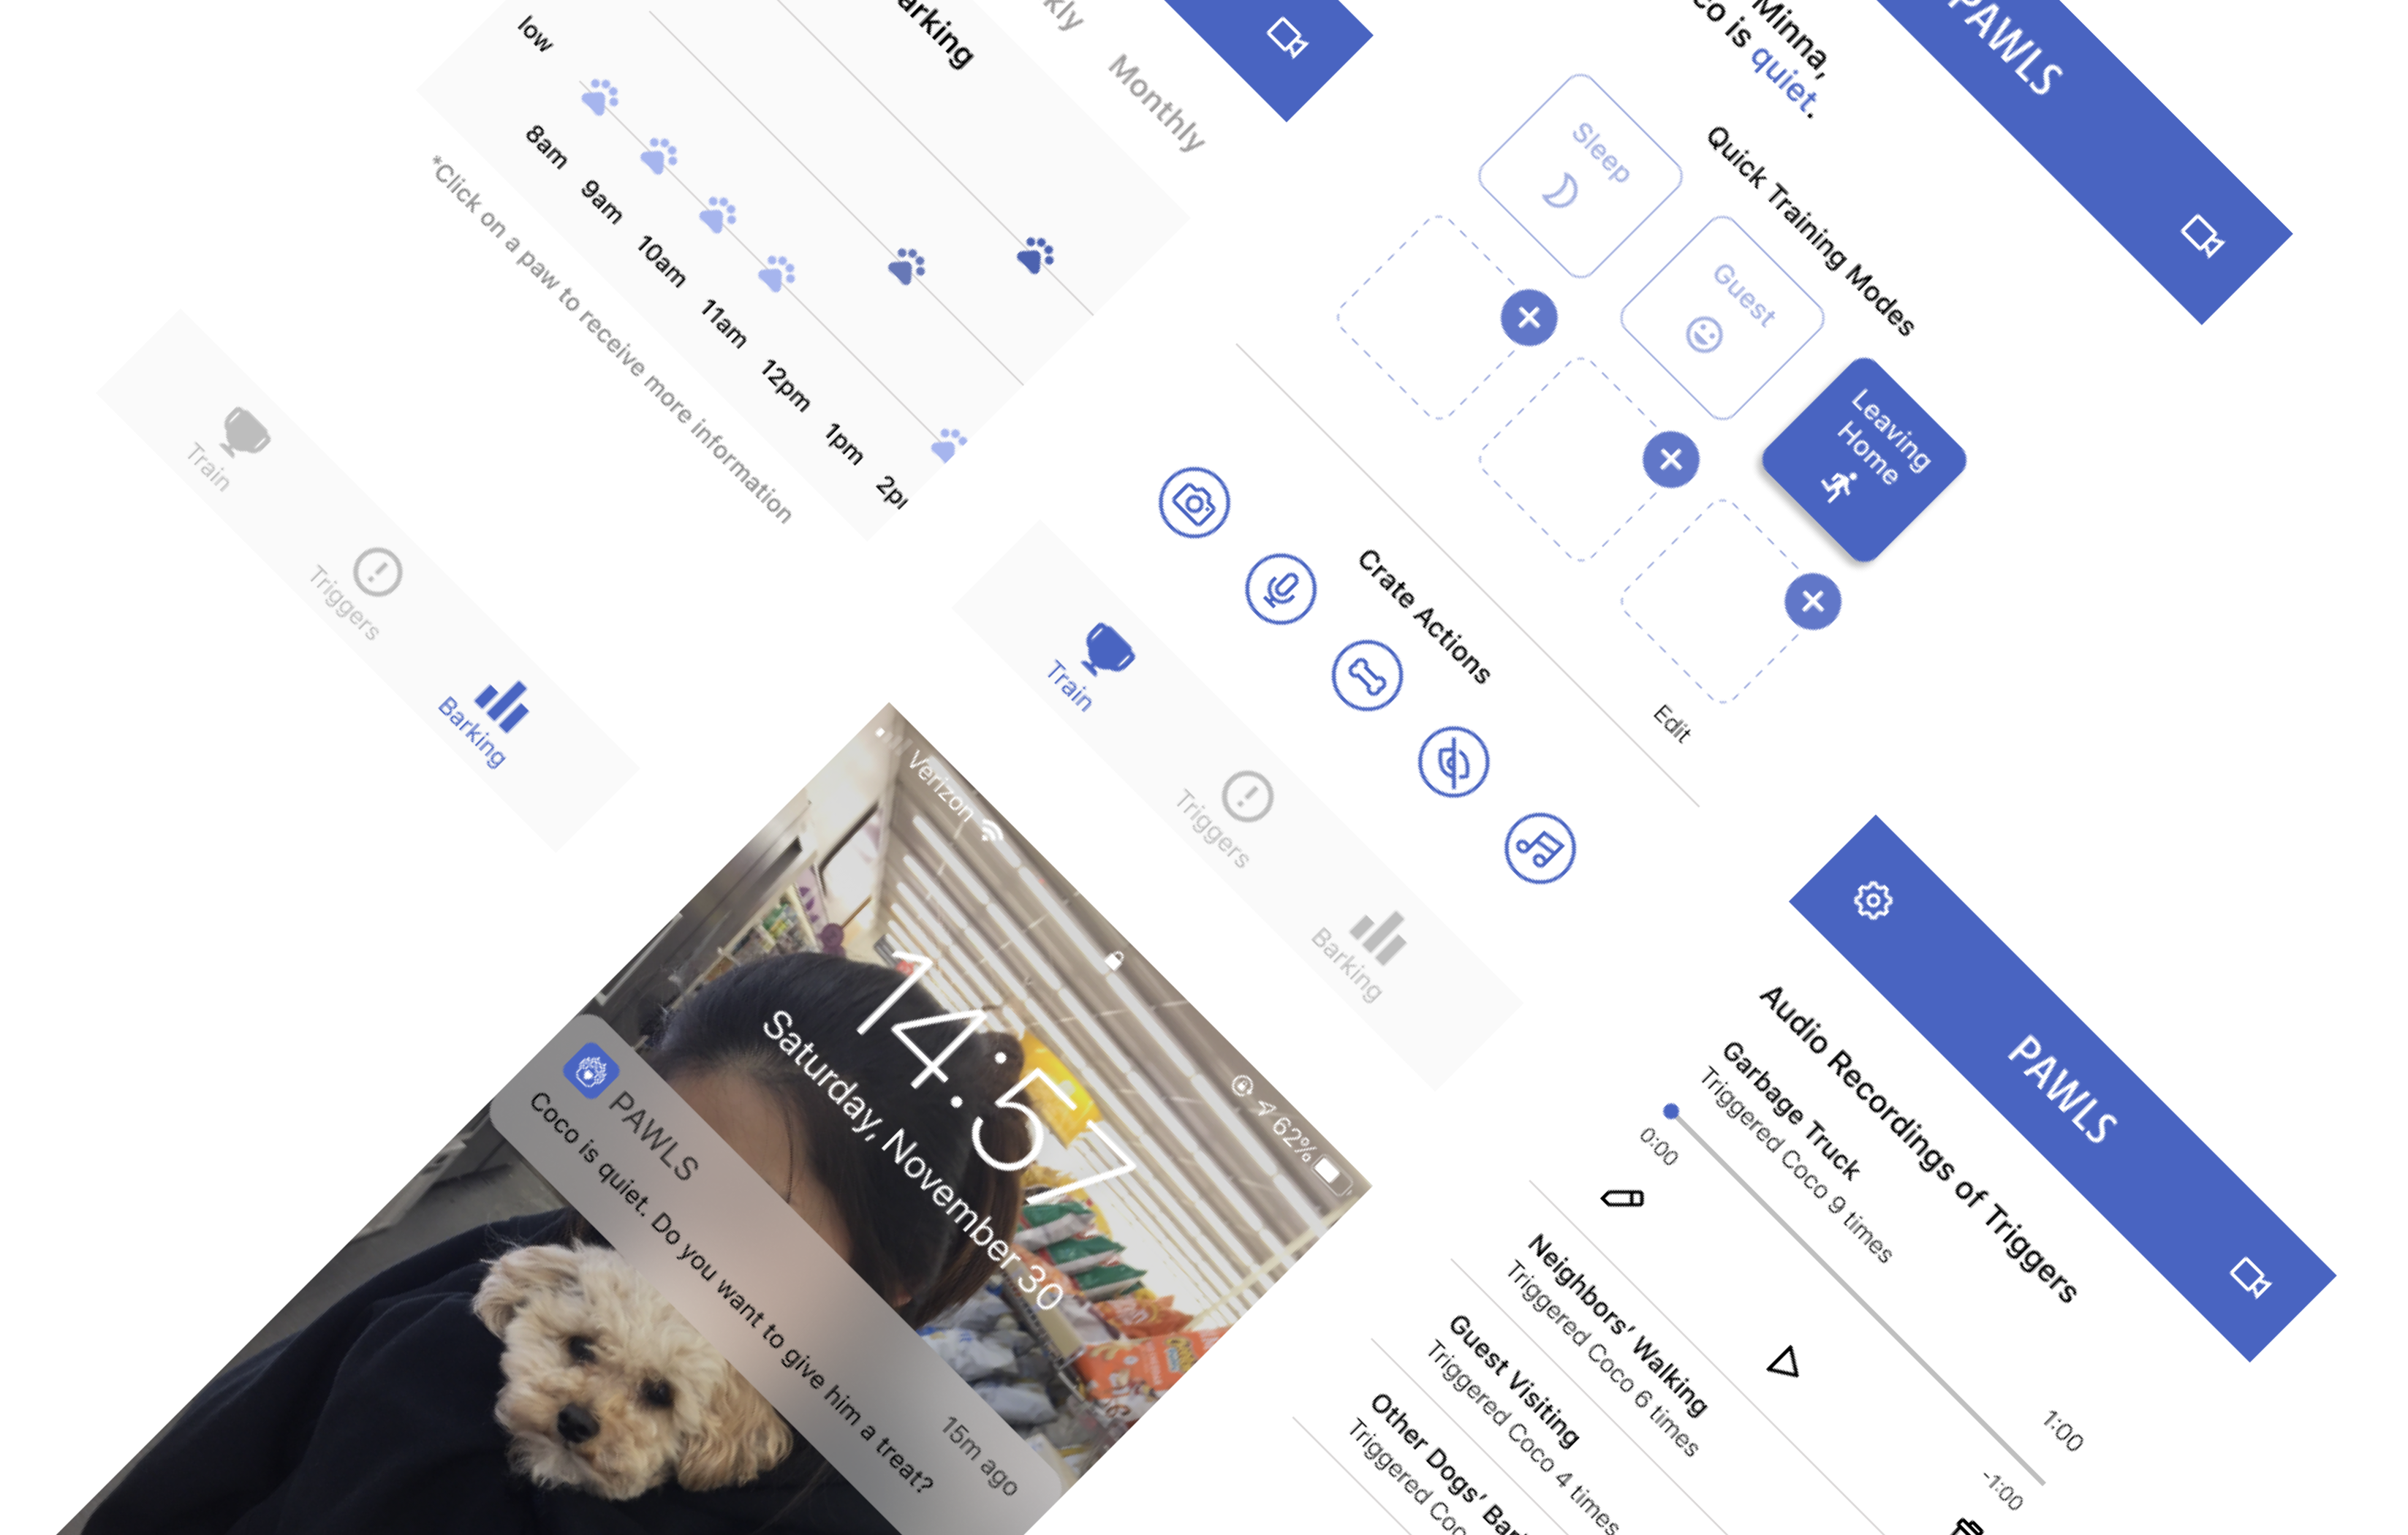 arking
kly
Monthly
low
8am
9am
10am
11am
12pm
1pm
*Click on a paw to receive more information
Train
Triggers
Barking
PAWLS
Minna,
co is quiet.
Quick Training Modes
Sleep
Guest
Leaving
Home
Edit
Crate Actions
Train
Triggers
Barking
Verizon
62%
14:57
Saturday, November 30
PAWLS
15m ago
Coco is quiet. Do you want to give him a treat?
PAWLS
Audio Recordings of Triggers
Garbage Truck
Triggered Coco 9 times
1:00
0:00
-1:00
Neighbors' Walking
Triggered Coco 6 times
Guest Visiting
Triggered Coco 4 times
Other Dogs' Bar
Triggered Coc